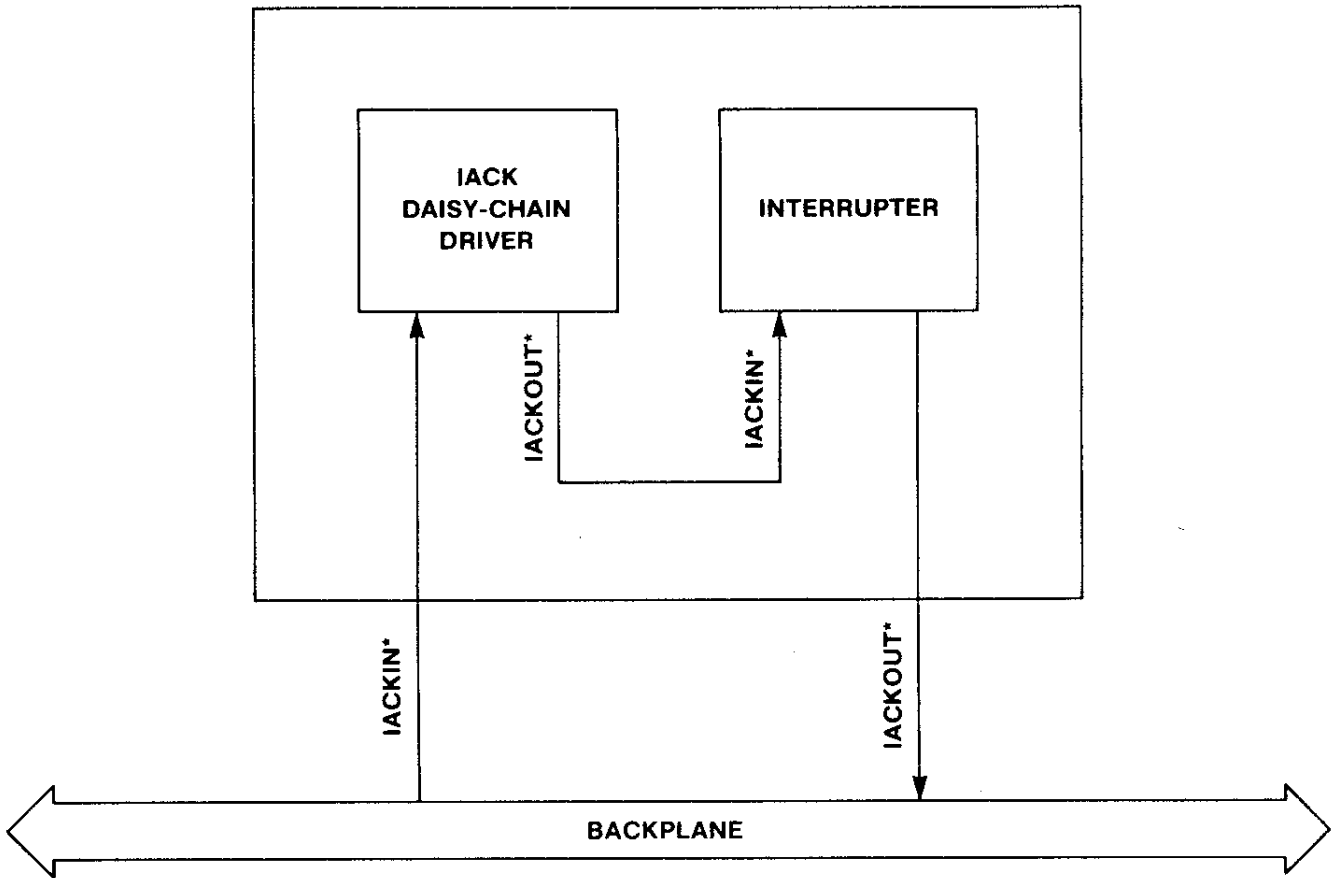 IACK
DAISY-CHAIN
DRIVER
INTERRUPTER
IACKOUT*
IACKIN*
IACKIN*
IACKOUT*
BACKPLANE